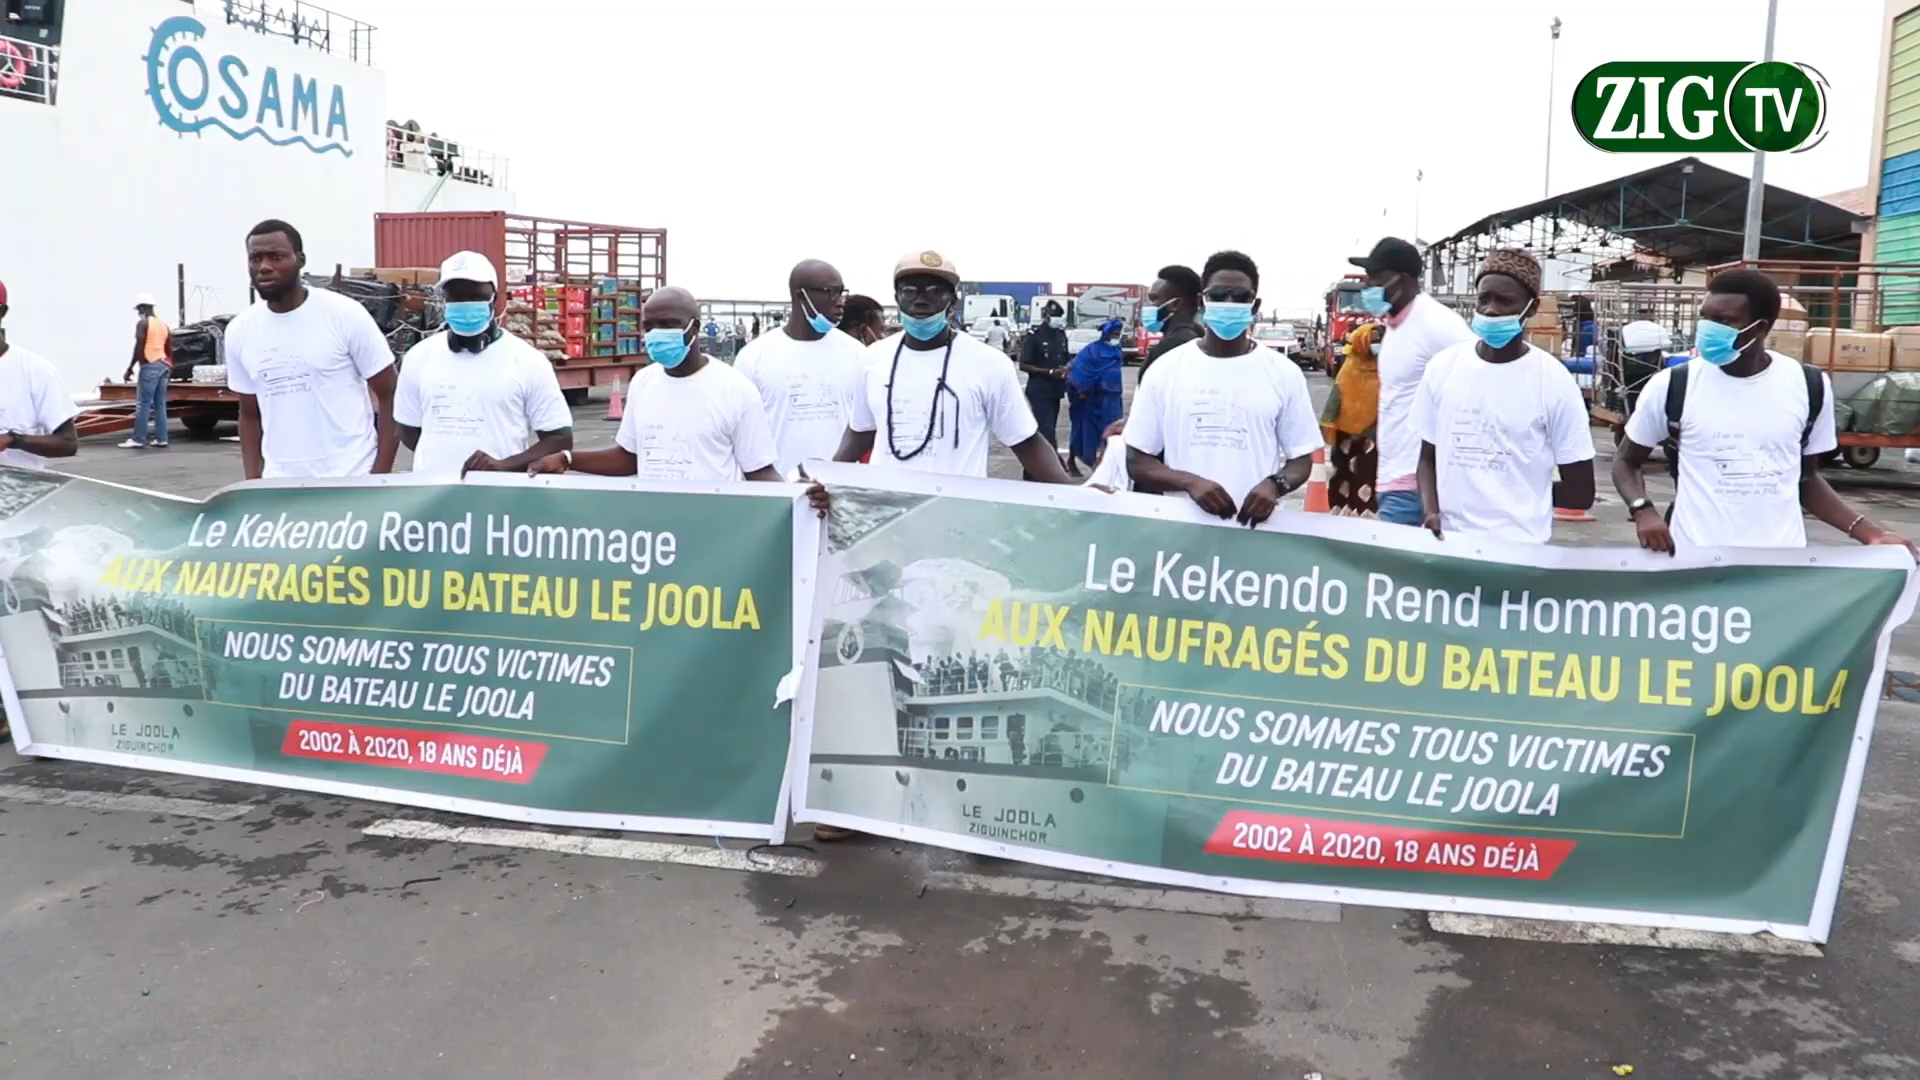 COSAMA
COSAMA
ZIG TV
Le Kekendo Rend Hommage
AUX NAUFRAGÉS DU BATEAU LE JOOLA
NOUS SOMMES TOUS VICTIMES
DU BATEAU LE JOOLA
2002 À 2020, 18 ANS DÉJÀ
LE JOOLA
ZIGUINCHOR
Le Kekendo Rend Hommage
AUX NAUFRAGÉS DU BATEAU LE JOOLA
NOUS SOMMES TOUS VICTIMES
DU BATEAU LE JOOLA
2002 À 2020, 18 ANS DÉJÀ
LE JOOLA
ZIGUINCHOR